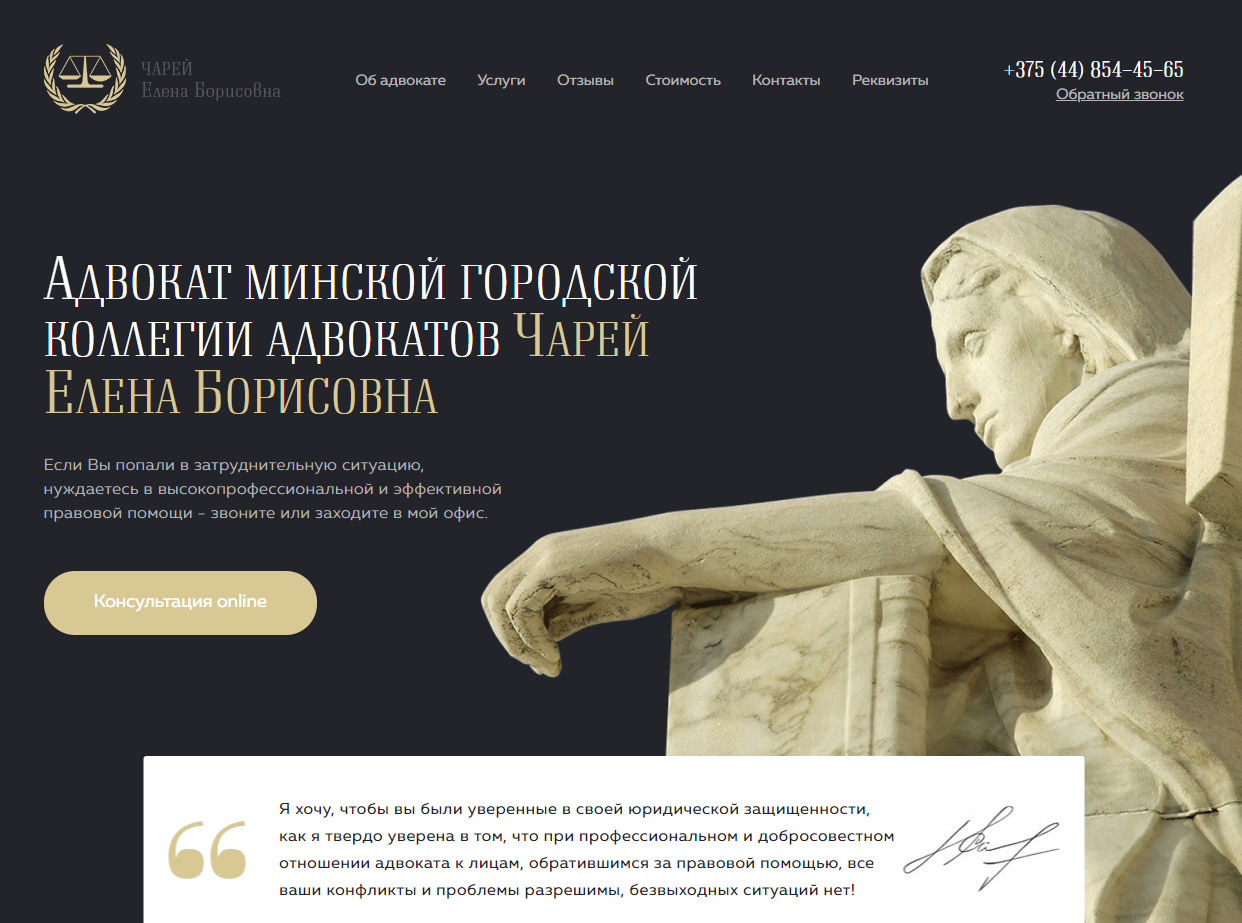 ЧАРЕЙ
Елена Борисовна
Об адвокате
Услуги
Отзывы
Стоимость
Контакты
Реквизиты
+375 (44) 854-45-65
Обратный звонок
Адвокат минской городской
коллегии адвокатов Чарей
Елена Борисовна
Если Вы попали в затруднительную ситуацию,
нуждаетесь в высокопрофессиональной и эффективной
правовой помощи - звоните или заходите в мой офис.
Консультация online
Я хочу, чтобы вы были уверенные в своей юридической защищенности,
как я твердо уверена в том, что при профессиональном и добросовестном
отношении адвоката к лицам, обратившимся за правовой помощью, все
ваши конфликты и проблемы разрешимы, безвыходных ситуаций нет!